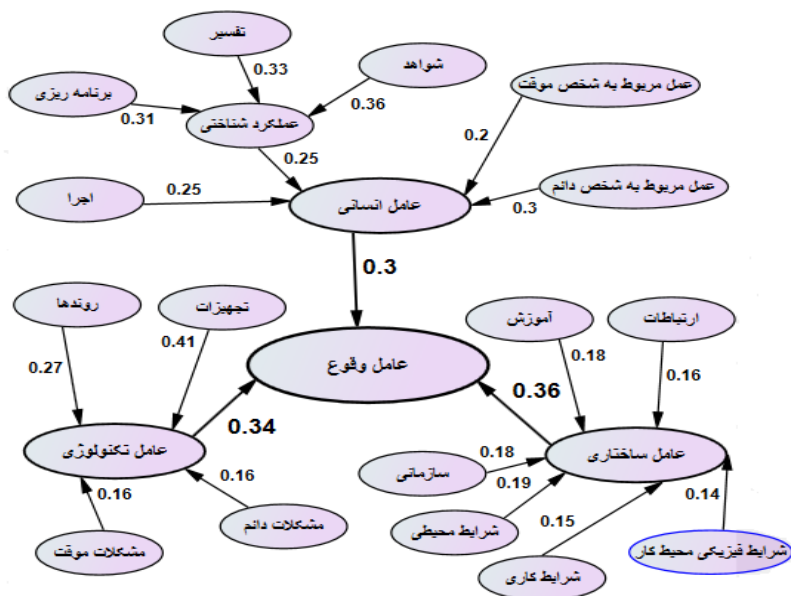 تفسیر
0.33
شواهد
0.36
برنامه ریزی
0.31
عملکرد شناختی
0.25
عمل مربوط به شخص موقت
0.2
عمل مربوط به شخص دائم
0.3
اجرا
0.25
عامل انسانی
0.3
روندها
0.27
تجهیزات
0.41
آموزش
0.18
ارتباطات
0.16
عامل وقوع
0.34
0.36
عامل تکنولوژی
عامل ساختاری
سازمانی
0.18
0.19
شرایط محیطی
0.15
شرایط کاری
0.14
شرایط فیزیکی محیط کار
0.16
مشکلات موقت
0.16
مشکلات دائم